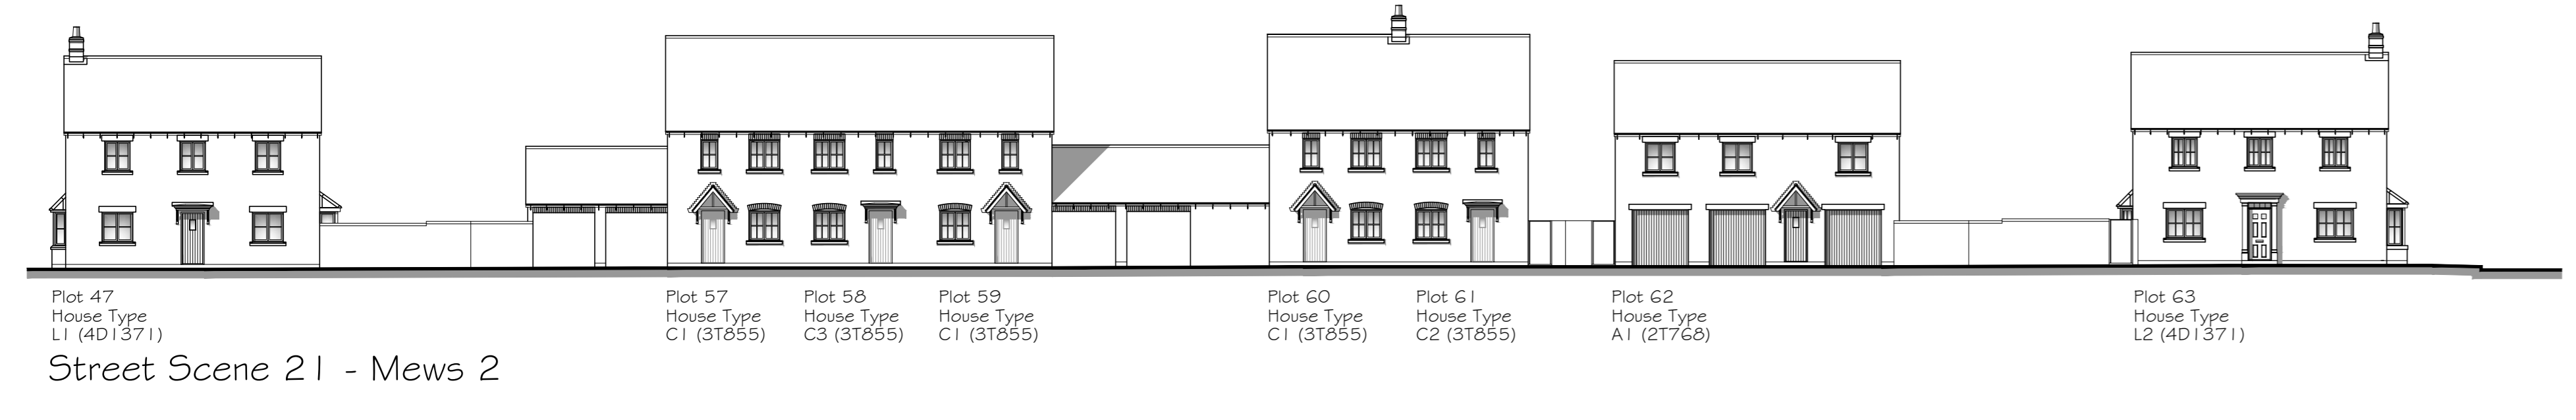 Plot 47
House Type
L1 (4D1371)
Plot 57
House Type
C1 (3T855)
Plot 58
House Type
C3 (3T855)
Plot 59
House Type
C1 (3T855)
Plot 60
House Type
C1 (3T855)
Plot 61
House Type
C2 (3T855)
Plot 62
House Type
A1 (2T768)
Plot 63
House Type
L2 (4D1371)
Street Scene 21 - Mews 2